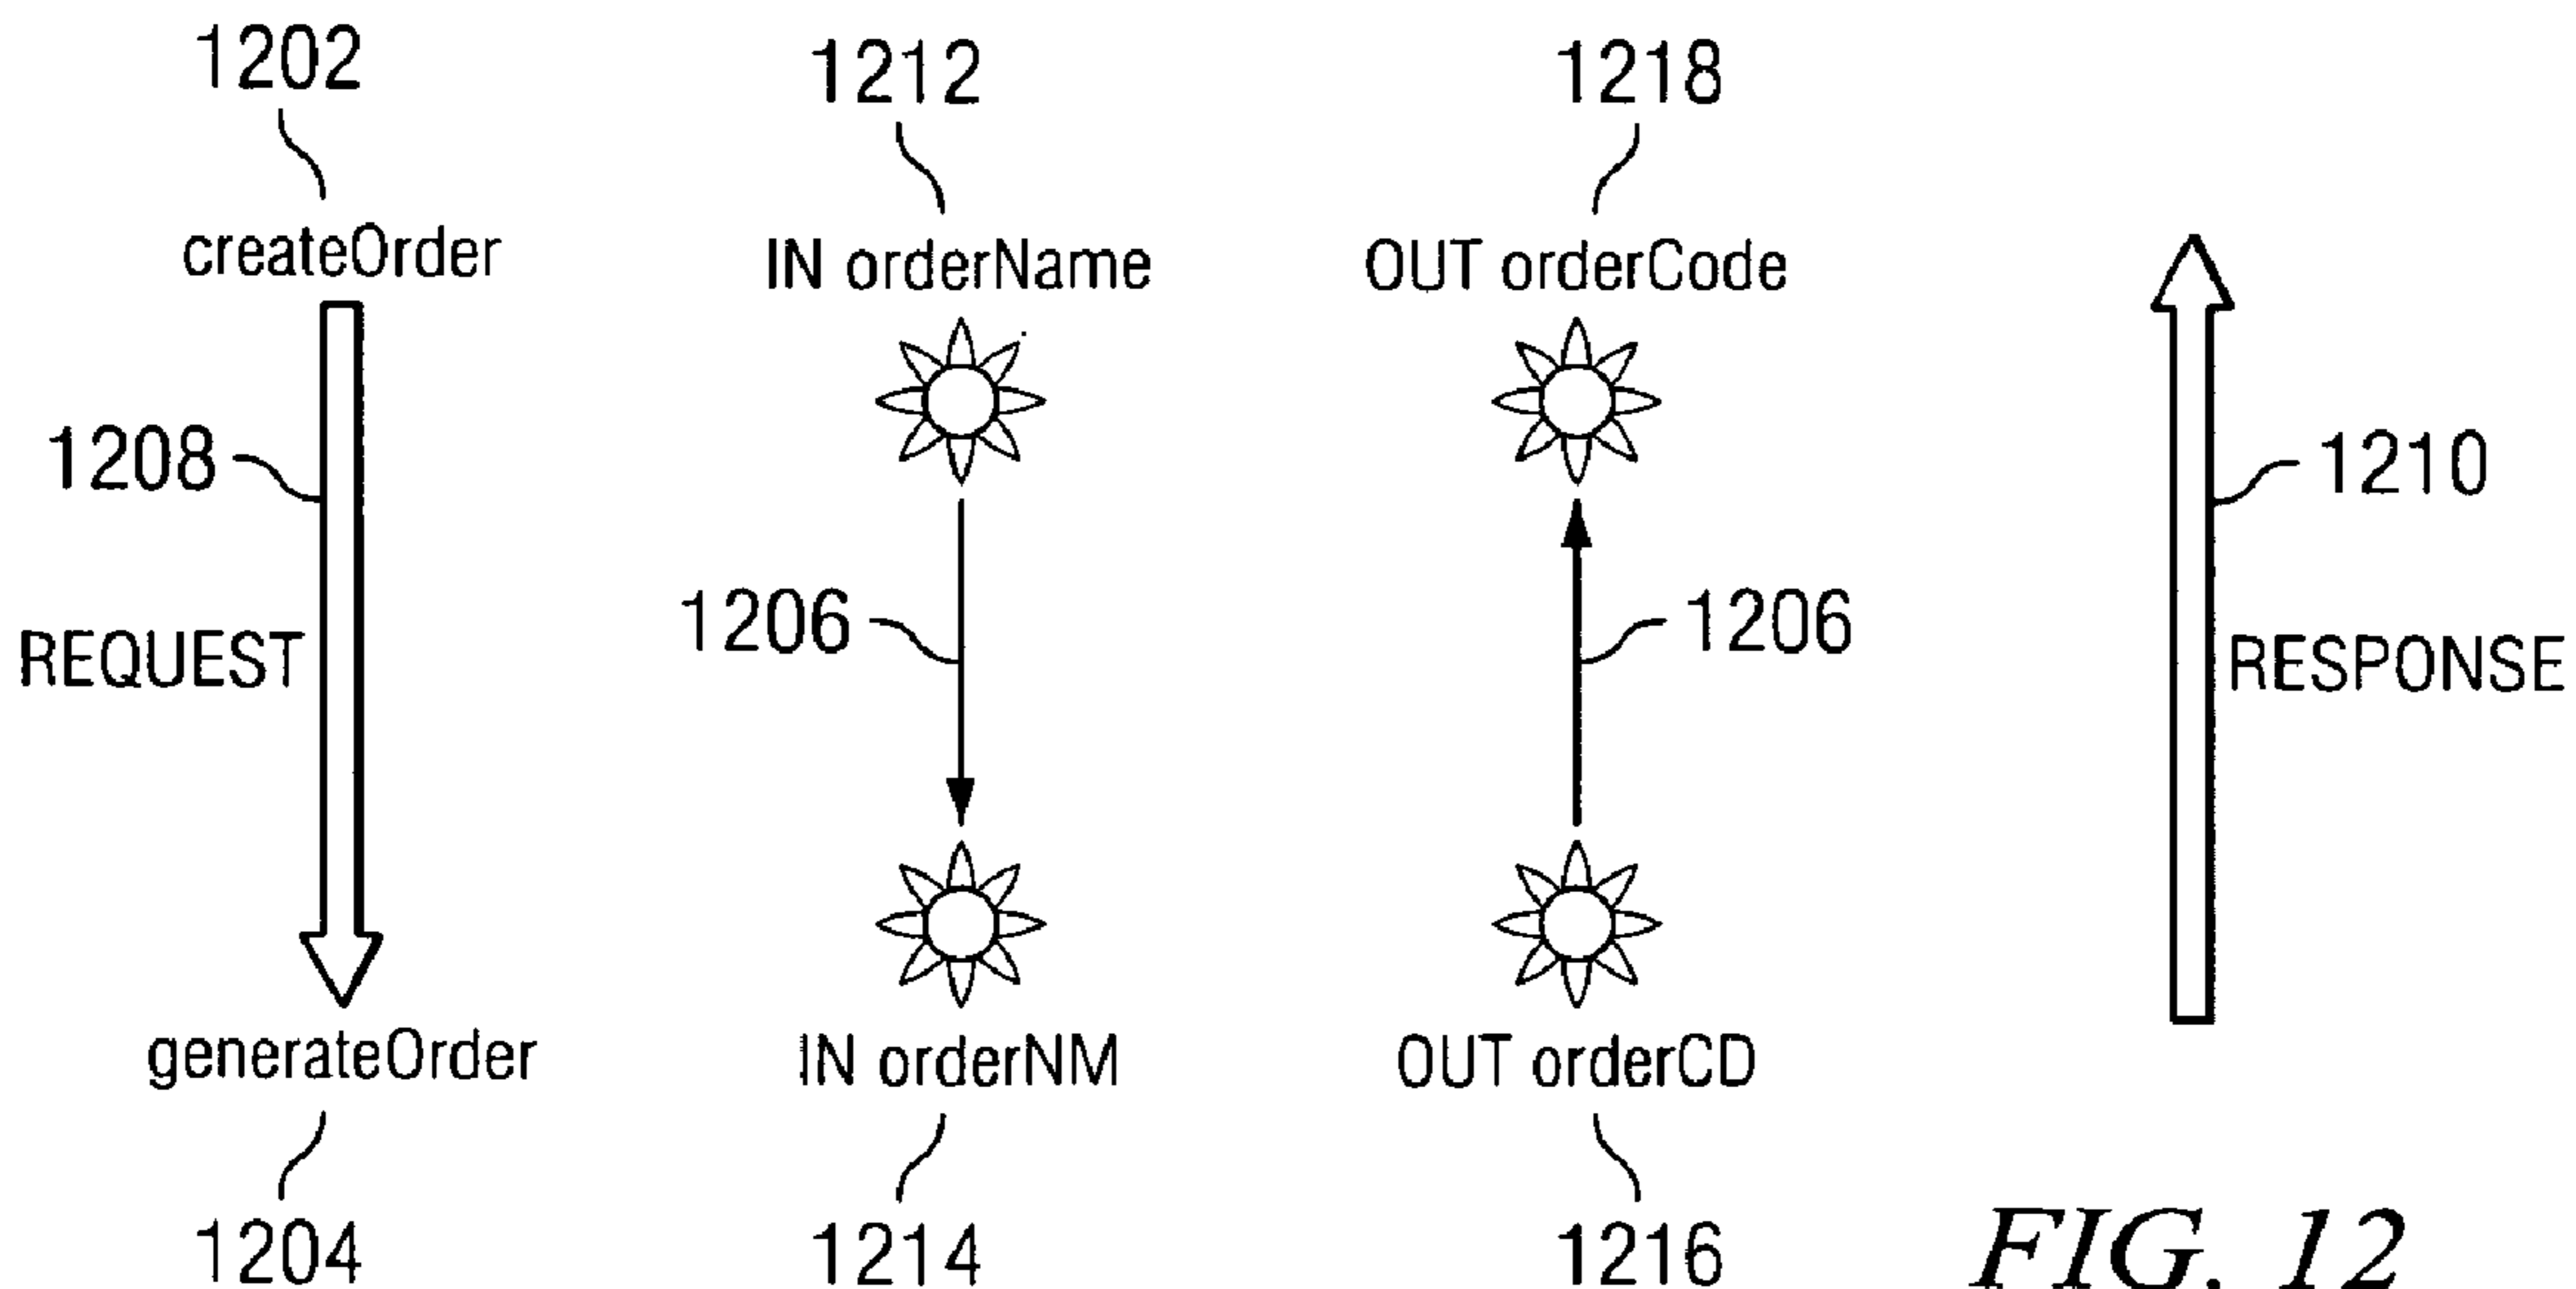 1202
1212
1218
createOrder
IN orderName
OUT orderCode
1208
1210
1206
1206
REQUEST
RESPONSE
generateOrder
IN orderNM
OUT orderCD
1204
1214
1216
FIG. 12